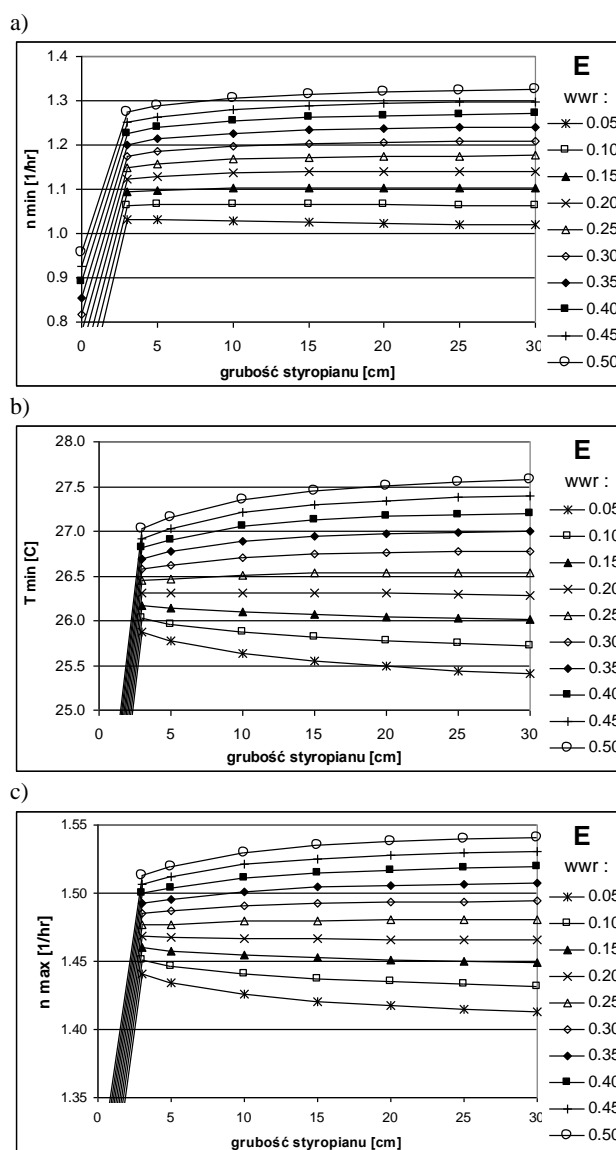 a)
E
wwr :
n min [1/hr]
1.4
1.3
1.2
1.1
1.0
0.9
0.8
0 5 10 15 20 25 30
grubość styropianu [cm]
0.05
0.10
0.15
0.20
0.25
0.30
0.35
0.40
0.45
0.50
b)
E
wwr :
T min [C]
28.0
27.5
27.0
26.5
26.0
25.5
25.0
0 5 10 15 20 25 30
grubość styropianu [cm]
0.05
0.10
0.15
0.20
0.25
0.30
0.35
0.40
0.45
0.50
c)
E
wwr :
n max [1/hr]
1.55
1.50
1.45
1.40
1.35
0 5 10 15 20 25 30
grubość styropianu [cm]
0.05
0.10
0.15
0.20
0.25
0.30
0.35
0.40
0.45
0.50